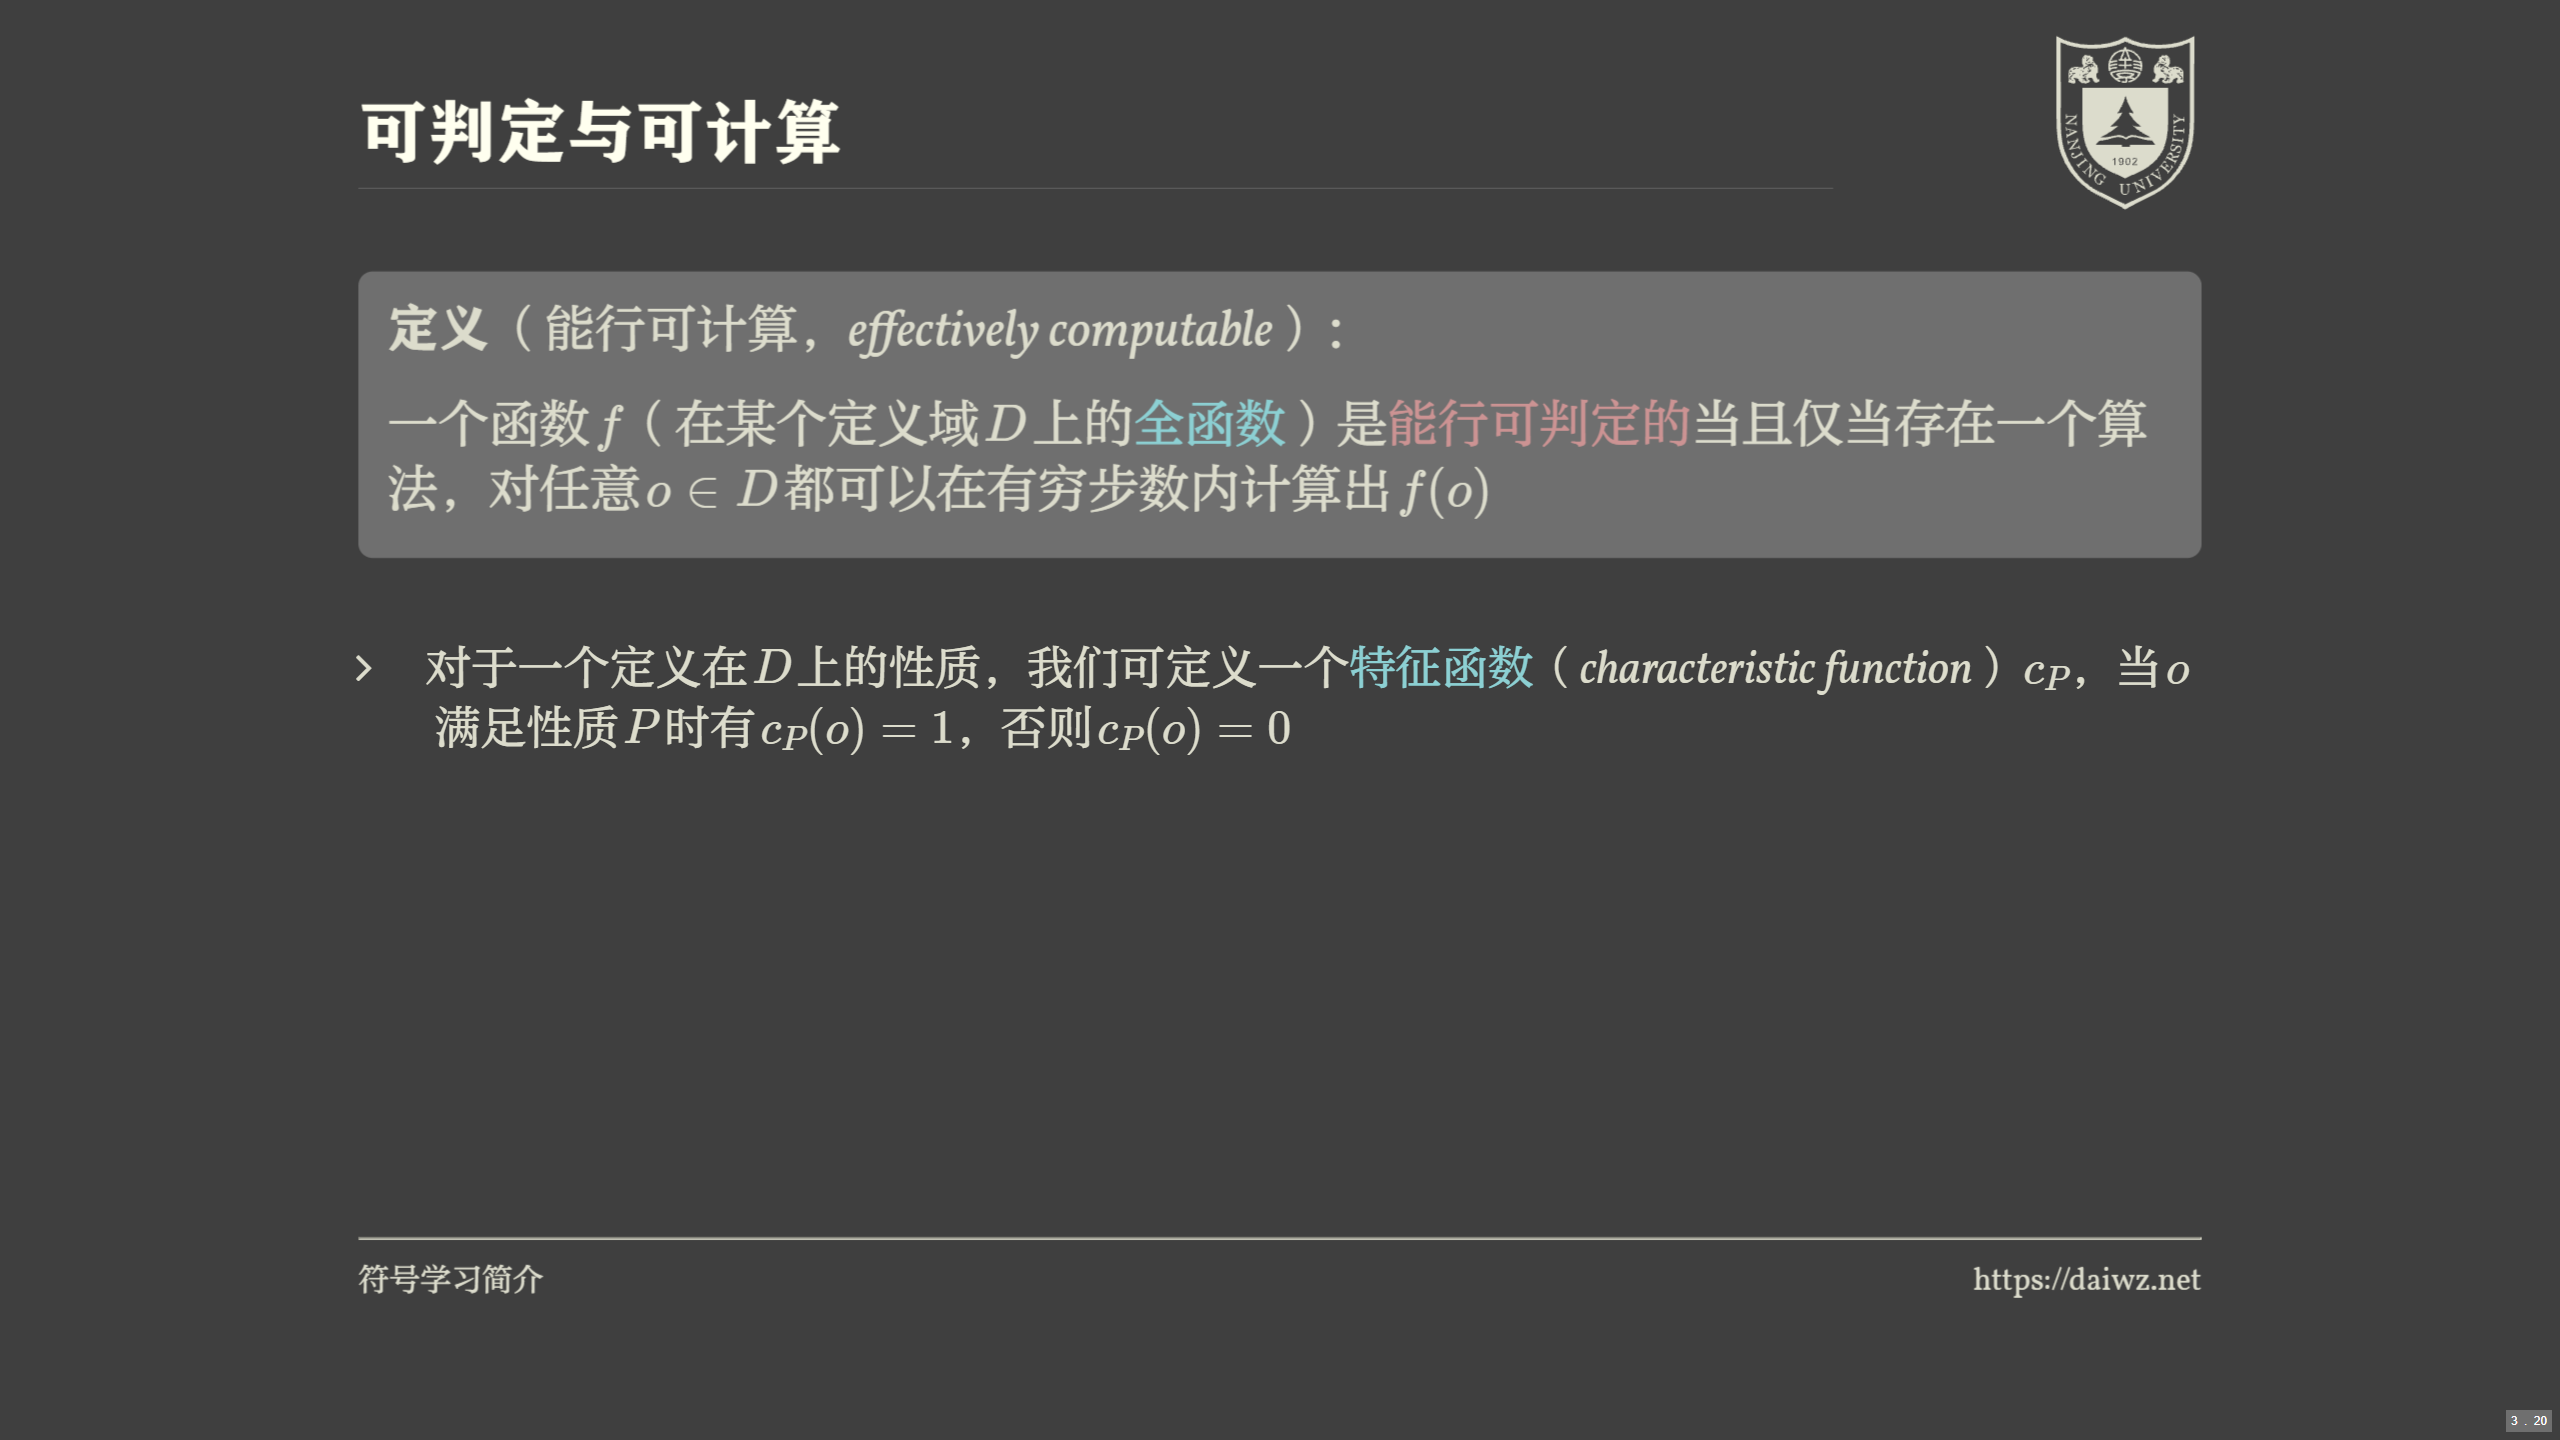 可判定与可计算
NANJING UNIVERSITY
1902
定义（能行可计算，effectively computable）：
一个函数 f（在某个定义域 D 上的全函数）是能行可判定的当且仅当存在一个算
法，对任意 o ∈ D 都可以在有穷步数内计算出 f(o)
对于一个定义在 D 上的性质，我们可定义一个特征函数（characteristic function）c_P，当 o
满足性质 P 时有 c_P(o) = 1，否则 c_P(o) = 0
符号学习简介
https://daiwz.net
3 . 20